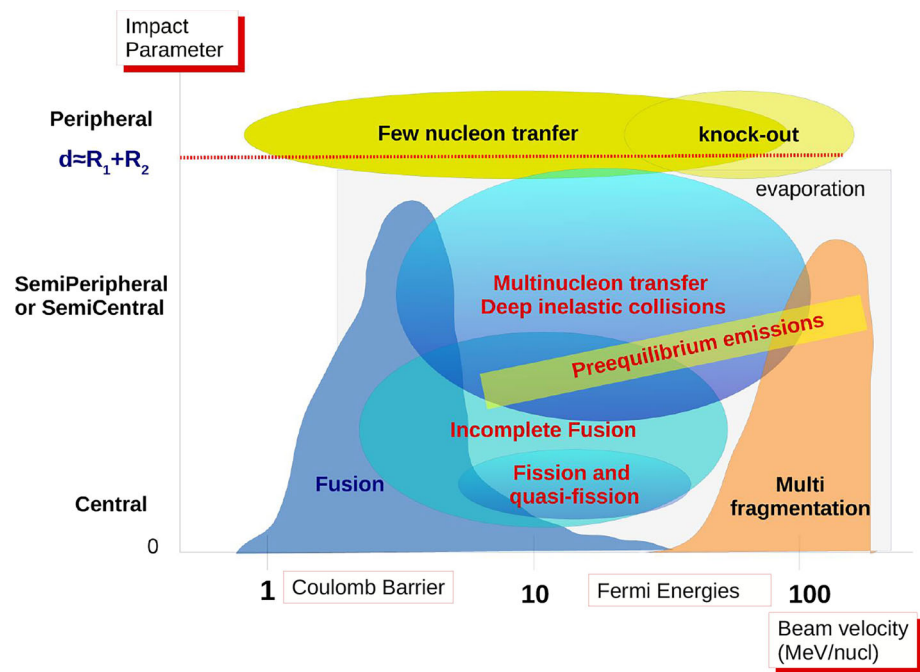 Impact
Parameter
Peripheral
d≈R₁+R₂
Few nucleon tranfer
knock-out
evaporation
SemiPeripheral
or SemiCentral
Multinucleon transfer
Deep inelastic collisions
Preequilibrium emissions
Incomplete Fusion
Fusion
Fission and
quasi-fission
Central
Multi
fragmentation
0
1
Coulomb Barrier
10
Fermi Energies
100
Beam velocity
(MeV/nucl)